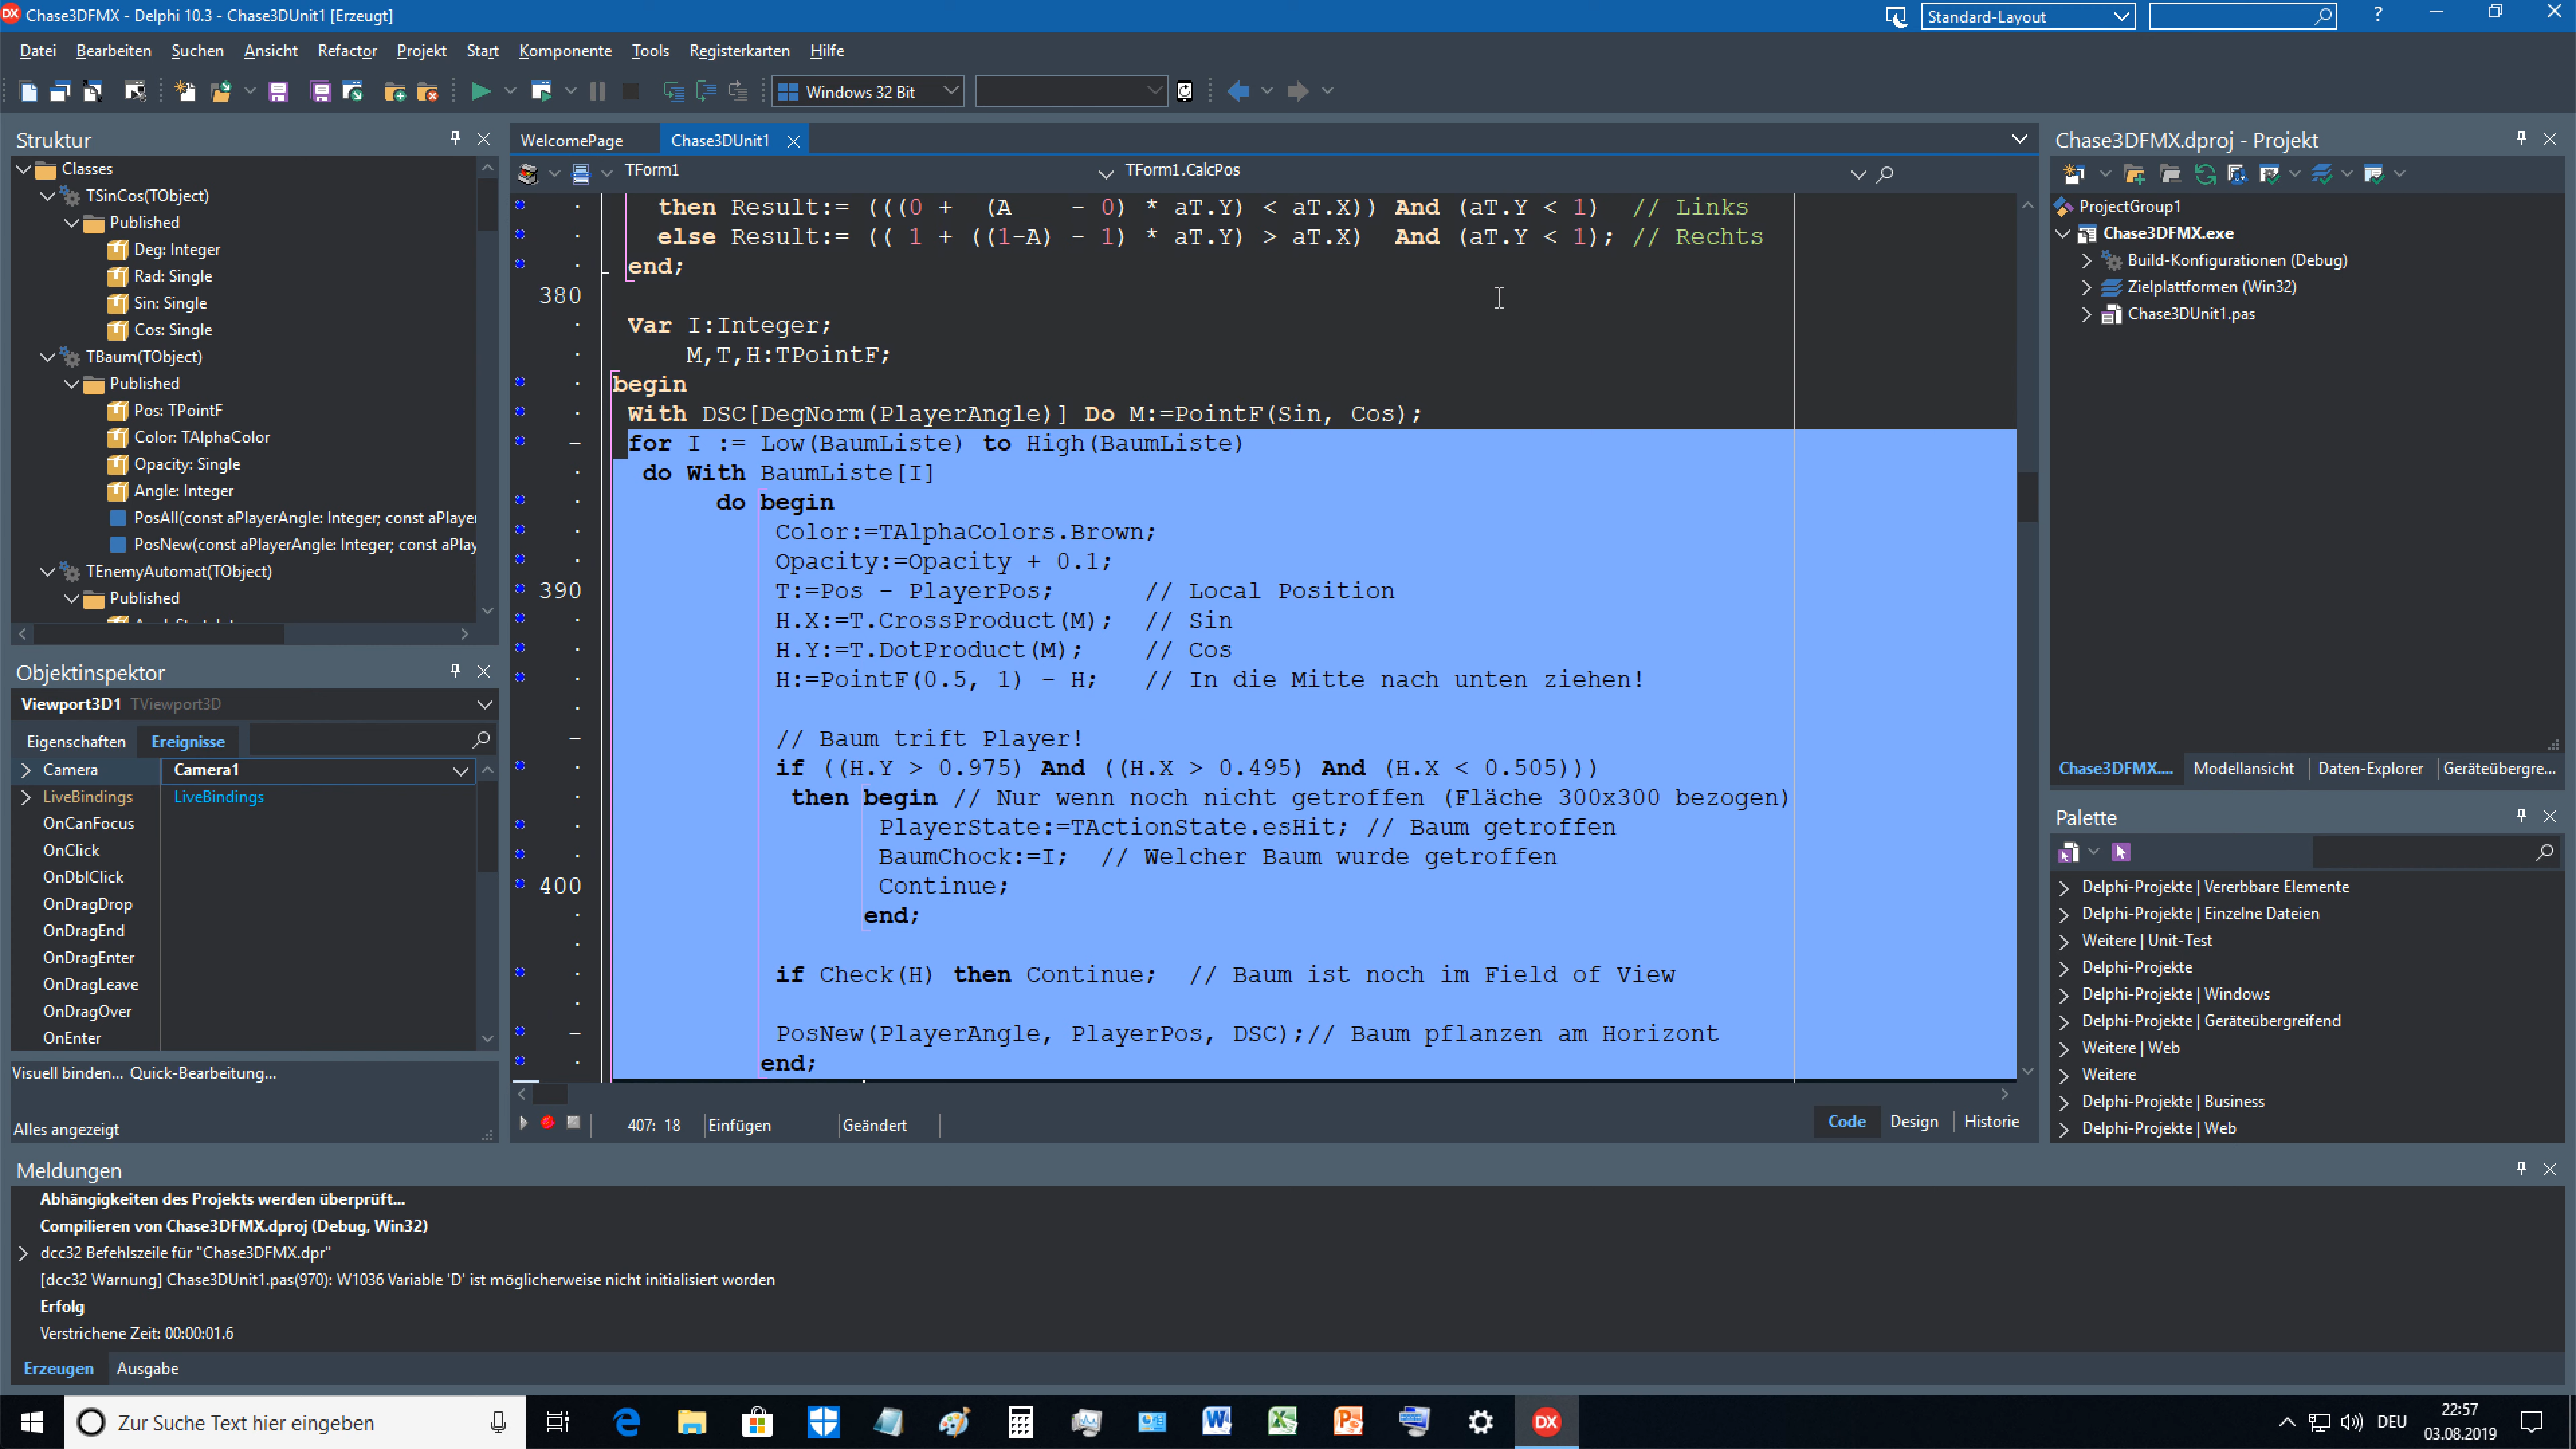 Chase3DFMX - Delphi 10.3 - Chase3DUnit1 [Erzeugt]
Standard-Layout
?
Datei Bearbeiten Suchen Ansicht Refactor Projekt Start Komponente Tools Registerkarten Hilfe
Windows 32 Bit
Struktur
Classes
TSinCos(TObject)
Published
Deg: Integer
Rad: Single
Sin: Single
Cos: Single
TBaum(TObject)
Published
Pos: TPointF
Color: TAlphaColor
Opacity: Single
Angle: Integer
PosAll(const aPlayerAngle: Integer; const aPlayer
PosNew(const aPlayerAngle: Integer; const aPlay
TEnemyAutomat(TObject)
Published
Objektinspektor
Viewport3D1 TViewport3D
Eigenschaften Ereignisse
Camera Camera1
LiveBindings LiveBindings
OnCanFocus
OnClick
OnDblClick
OnDragDrop
OnDragEnd
OnDragEnter
OnDragLeave
OnDragOver
OnEnter
Visuell binden... Quick-Bearbeitung...
Alles angezeigt
WelcomePage Chase3DUnit1
TForm1 TForm1.CalcPos
then Result:= (((0 + (A - 0) * aT.Y) < aT.X)) And (aT.Y < 1) // Links
else Result:= (( 1 + ((1-A) - 1) * aT.Y) > aT.X) And (aT.Y < 1); // Rechts
end;
380
Var I:Integer;
M,T,H:TPointF;
begin
With DSC[DegNorm(PlayerAngle)] Do M:=PointF(Sin, Cos);
for I := Low(BaumListe) to High(BaumListe)
do With BaumListe[I]
do begin
Color:=TAlphaColors.Brown;
Opacity:=Opacity + 0.1;
390 T:=Pos - PlayerPos; // Local Position
H.X:=T.CrossProduct(M); // Sin
H.Y:=T.DotProduct(M); // Cos
H:=PointF(0.5, 1) - H; // In die Mitte nach unten ziehen!
// Baum trift Player!
if ((H.Y > 0.975) And ((H.X > 0.495) And (H.X < 0.505)))
then begin // Nur wenn noch nicht getroffen (Fläche 300x300 bezogen)
PlayerState:=TActionState.esHit; // Baum getroffen
BaumChock:=I; // Welcher Baum wurde getroffen
400 Continue;
end;
if Check(H) then Continue; // Baum ist noch im Field of View
PosNew(PlayerAngle, PlayerPos, DSC);// Baum pflanzen am Horizont
end;
407: 18 Einfügen Geändert
Code Design Historie
Chase3DFMX.dproj - Projekt
ProjectGroup1
Chase3DFMX.exe
Build-Konfigurationen (Debug)
Zielplattformen (Win32)
Chase3DUnit1.pas
Chase3DFMX.... Modellansicht Daten-Explorer Geräteübergre...
Palette
Delphi-Projekte | Vererbbare Elemente
Delphi-Projekte | Einzelne Dateien
Weitere | Unit-Test
Delphi-Projekte
Delphi-Projekte | Windows
Delphi-Projekte | Geräteübergreifend
Weitere | Web
Weitere
Delphi-Projekte | Business
Delphi-Projekte | Web
Meldungen
Abhängigkeiten des Projekts werden überprüft...
Compilieren von Chase3DFMX.dproj (Debug, Win32)
dcc32 Befehlszeile für "Chase3DFMX.dpr"
[dcc32 Warnung] Chase3DUnit1.pas(970): W1036 Variable 'D' ist möglicherweise nicht initialisiert worden
Erfolg
Verstrichene Zeit: 00:00:01.6
Erzeugen Ausgabe
Zur Suche Text hier eingeben
DX
DEU
22:57
03.08.2019